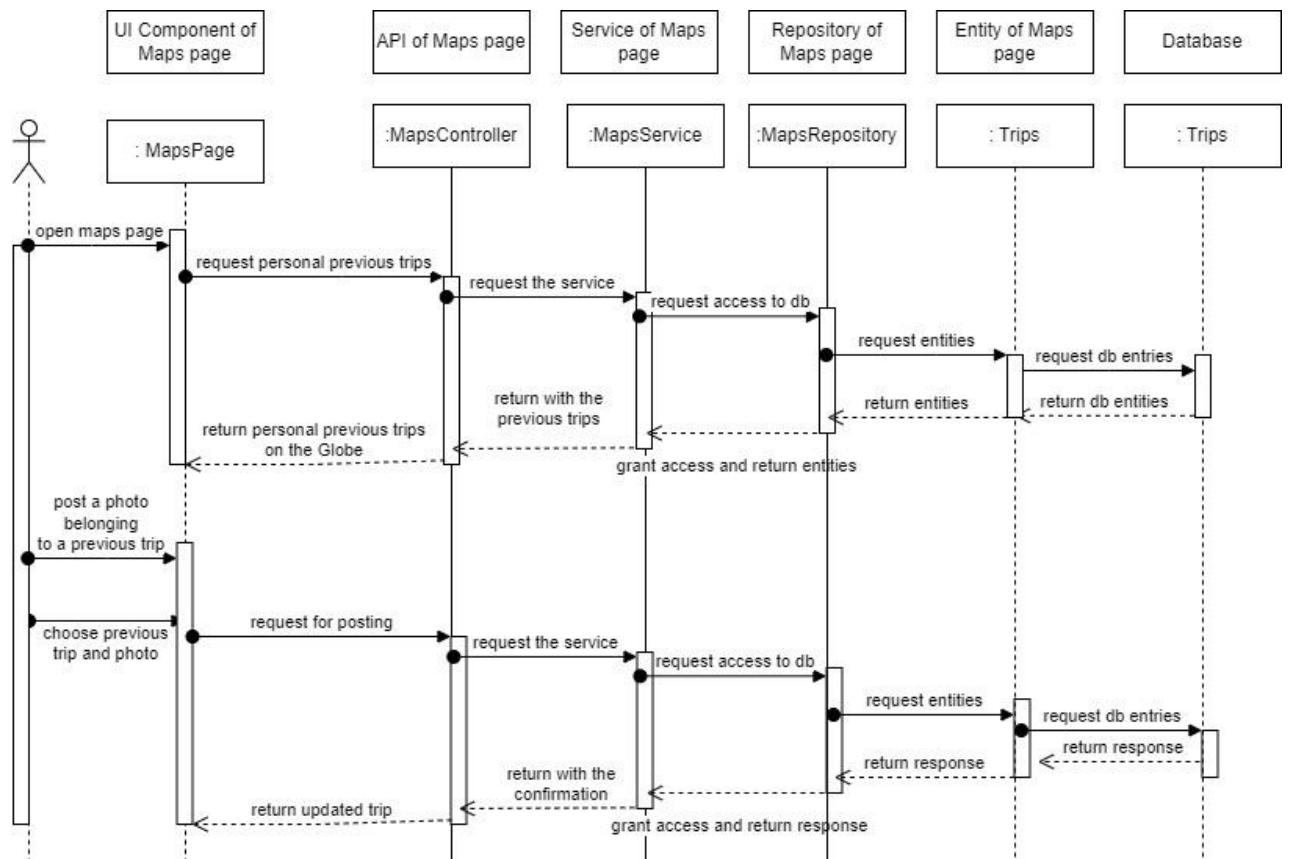 UI Component of
Maps page
API of Maps page
Service of Maps
page
Repository of
Maps page
Entity of Maps
page
Database
: MapsPage
:MapsController
:MapsService
:MapsRepository
: Trips
: Trips
open maps page
request personal previous trips
request the service
request access to db
request entities
request db entries
return db entities
return entities
grant access and return entities
return with the
previous trips
return personal previous trips
on the Globe
post a photo
belonging
to a previous trip
choose previous
trip and photo
request for posting
request the service
request access to db
request entities
request db entries
return response
return response
grant access and return response
return with the
confirmation
return updated trip